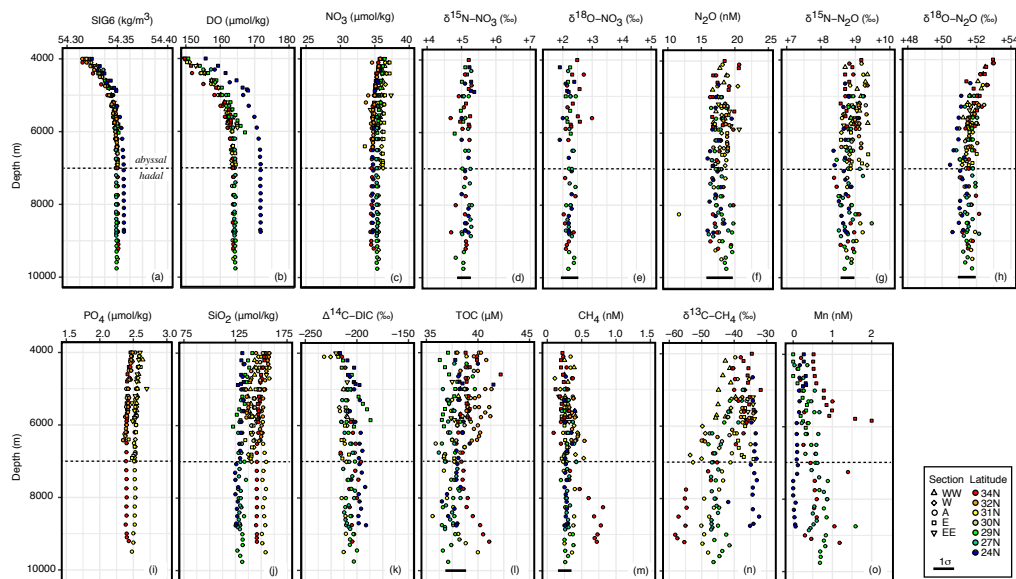 SIG6 (kg/m³) DO (μmol/kg) NO₃ (μmol/kg) δ¹⁵N–NO₃ (‰) δ¹⁸O–NO₃ (‰) N₂O (nM) δ¹⁵N–N₂O (‰) δ¹⁸O–N₂O (‰)
54.30 54.35 54.40 150 160 170 180 25 30 35 40 +4 +5 +6 +7 +2 +3 +4 +5 10 15 20 25 +7 +8 +9 +10 +48 +50 +52 +54
4000
6000
8000
10000
Depth (m)
abyssal
hadal
(a) (b) (c) (d) (e) (f) (g) (h)
PO₄ (μmol/kg) SiO₂ (μmol/kg) Δ¹⁴C–DIC (‰) TOC (μM) CH₄ (nM) δ¹³C–CH₄ (‰) Mn (nM)
1.5 2.0 2.5 3.0 75 125 175 −250 −200 −150 35 40 45 0 0.5 1.0 1.5 −60 −50 −40 −30 0 1 2
4000
6000
8000
10000
Depth (m)
(i) (j) (k) (l) (m) (n) (o)
Section Latitude
WW 34N
W 32N
A 31N
E 30N
EE 29N
27N
24N
1σ